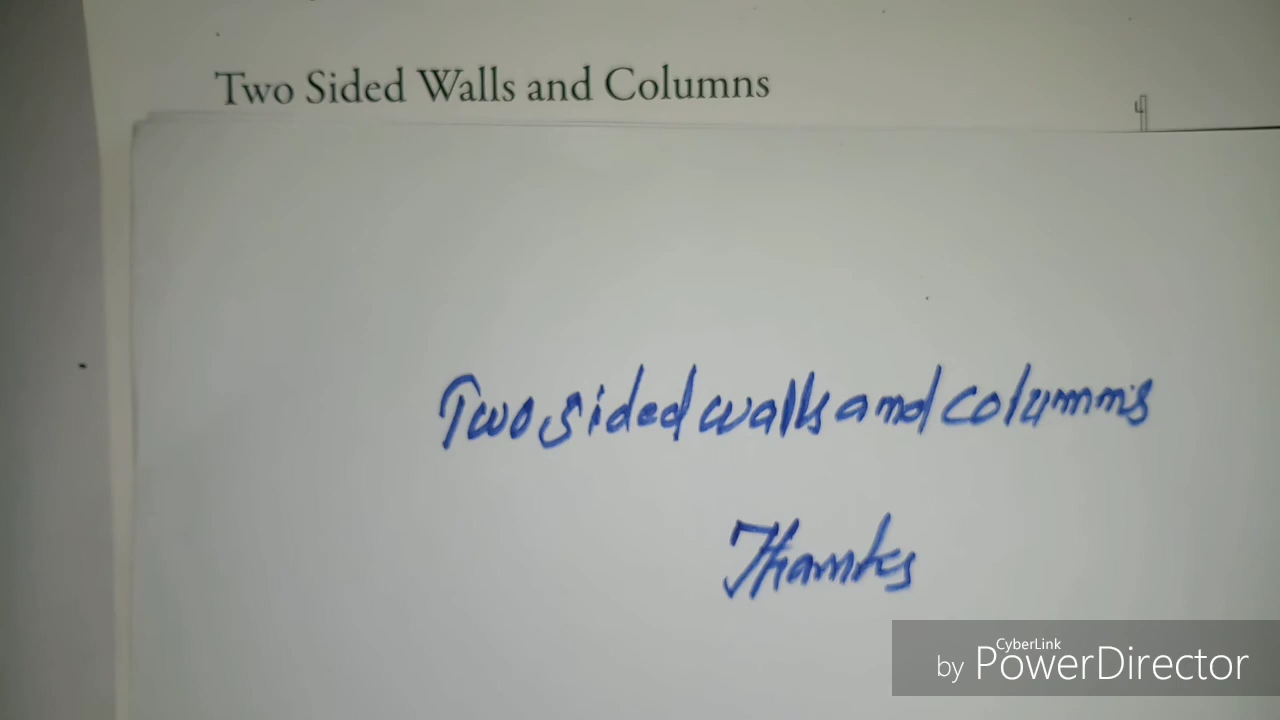 Two Sided Walls and Columns
Two sided walls and columns
Thanks
CyberLink
by PowerDirector